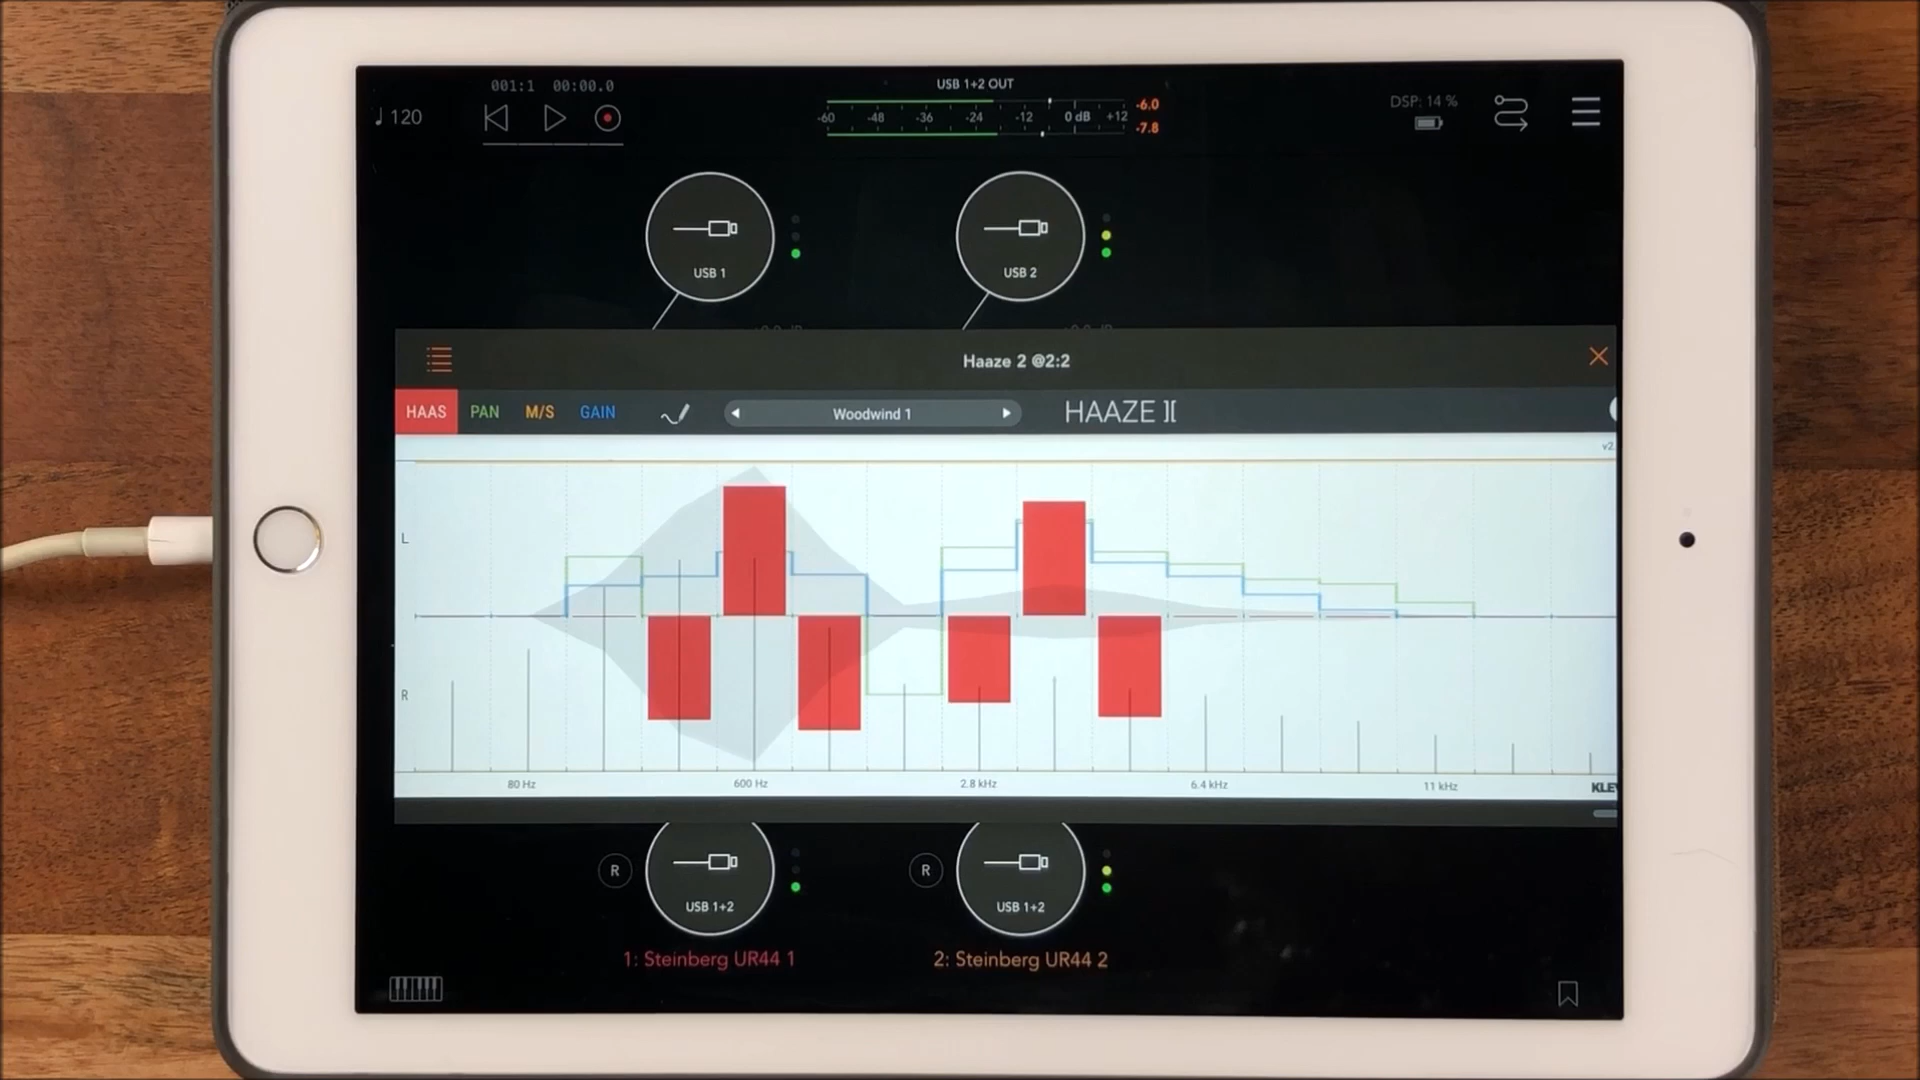 001:1 00:00.0
♩120
USB 1+2 OUT
-60 -48 -36 -24 -12 0 dB +12
-6.0
-7.8
DSP: 14 %
USB 1
USB 2
Haaze 2 @2:2
HAAS PAN M/S GAIN
Woodwind 1
HAAZE ][
v2
L
R
80 Hz 600 Hz 2.8 kHz 6.4 kHz 11 kHz
KLEV
R USB 1+2
R USB 1+2
1: Steinberg UR44 1
2: Steinberg UR44 2